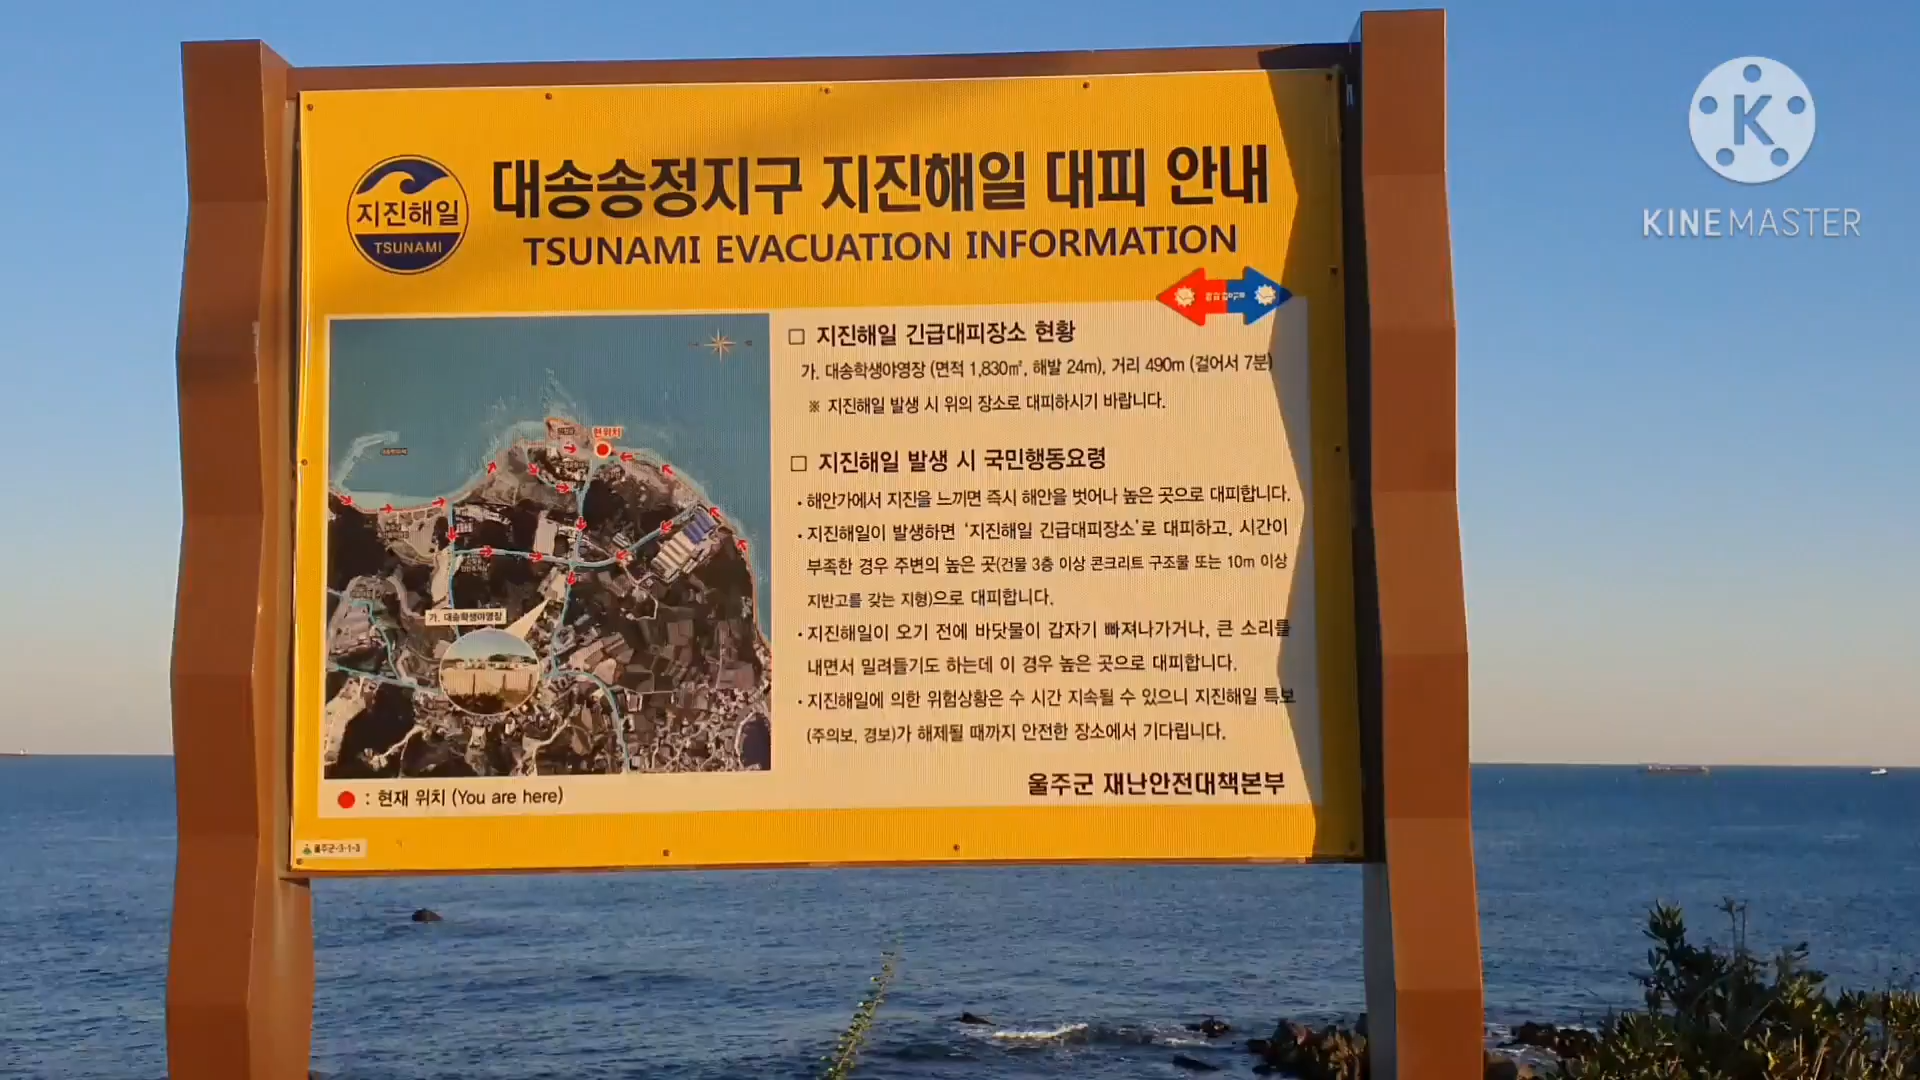 대송송정지구 지진해일 대피 안내
지진해일
TSUNAMI
TSUNAMI EVACUATION INFORMATION
KINEMASTER
□ 지진해일 긴급대피장소 현황
가. 대송학생야영장 (면적 1,830㎡, 해발 24m), 거리 490m (걸어서 7분)
※ 지진해일 발생 시 위의 장소로 대피하시기 바랍니다.
□ 지진해일 발생 시 국민행동요령
• 해안가에서 지진을 느끼면 즉시 해안을 벗어나 높은 곳으로 대피합니다.
• 지진해일이 발생하면 '지진해일 긴급대피장소'로 대피하고, 시간이
부족한 경우 주변의 높은 곳(건물 3층 이상 콘크리트 구조물 또는 10m 이상
지반고를 갖는 지형)으로 대피합니다.
• 지진해일이 오기 전에 바닷물이 갑자기 빠져나가거나, 큰 소리를
내면서 밀려들기도 하는데 이 경우 높은 곳으로 대피합니다.
• 지진해일에 의한 위험상황은 수 시간 지속될 수 있으니 지진해일 특보
(주의보, 경보)가 해제될 때까지 안전한 장소에서 기다립니다.
울주군 재난안전대책본부
현위치
가. 대송학생야영장
: 현재 위치 (You are here)
울주군-3-1-3